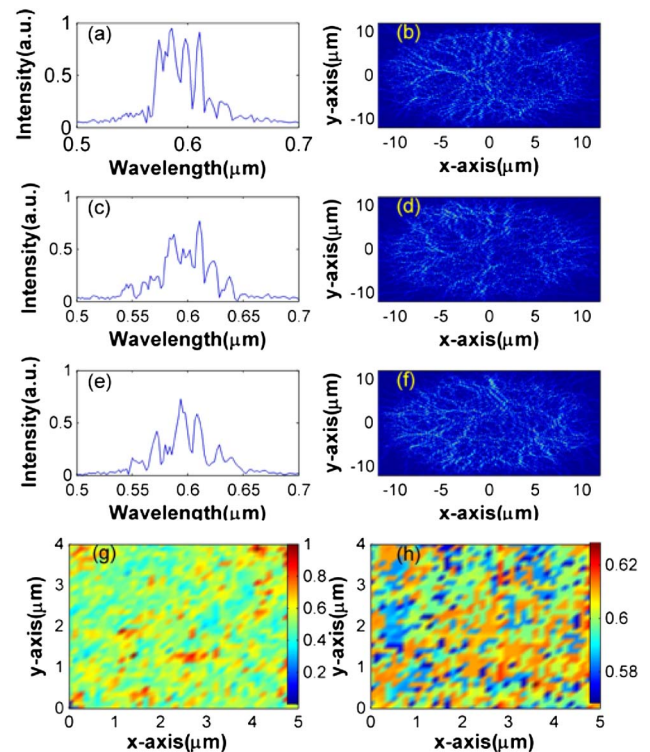 (a)
Intensity(a.u.)
1
0.5
0
0.5 0.6 0.7
Wavelength(μm)
(b)
y-axis(μm)
10
0
-10
-10 -5 0 5 10
x-axis(μm)
(c)
Intensity(a.u.)
1
0.5
0
0.5 0.55 0.6 0.65 0.7
Wavelength(μm)
(d)
y-axis(μm)
10
0
-10
-10 -5 0 5 10
x-axis(μm)
(e)
Intensity(a.u.)
1
0.5
0
0.5 0.55 0.6 0.65 0.7
Wavelength(μm)
(f)
y-axis(μm)
10
0
-10
-10 -5 0 5 10
x-axis(μm)
(g)
y-axis(μm)
4
3
2
1
0
0 1 2 3 4 5
x-axis(μm)
1
0.8
0.6
0.4
0.2
(h)
y-axis(μm)
4
3
2
1
0
0 1 2 3 4 5
x-axis(μm)
0.62
0.6
0.58